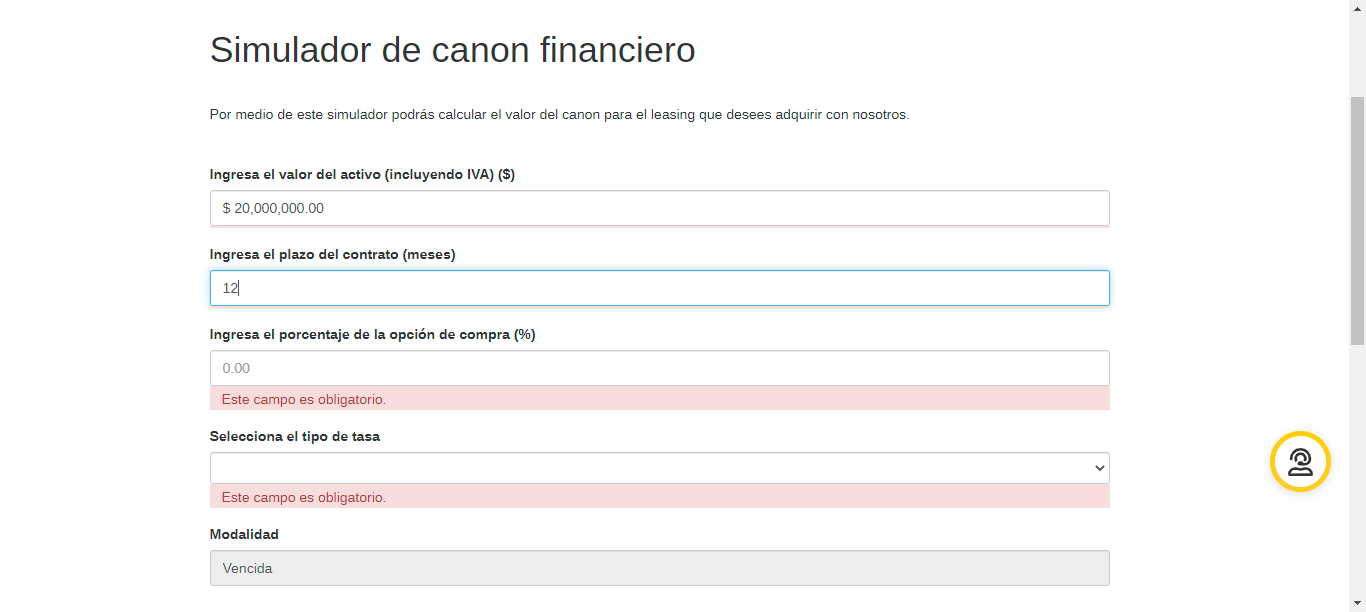 Simulador de canon financiero
Por medio de este simulador podrás calcular el valor del canon para el leasing que desees adquirir con nosotros.
Ingresa el valor del activo (incluyendo IVA) ($)
$ 20,000,000.00
Ingresa el plazo del contrato (meses)
12
Ingresa el porcentaje de la opción de compra (%)
0.00
Este campo es obligatorio.
Selecciona el tipo de tasa
Este campo es obligatorio.
Modalidad
Vencida